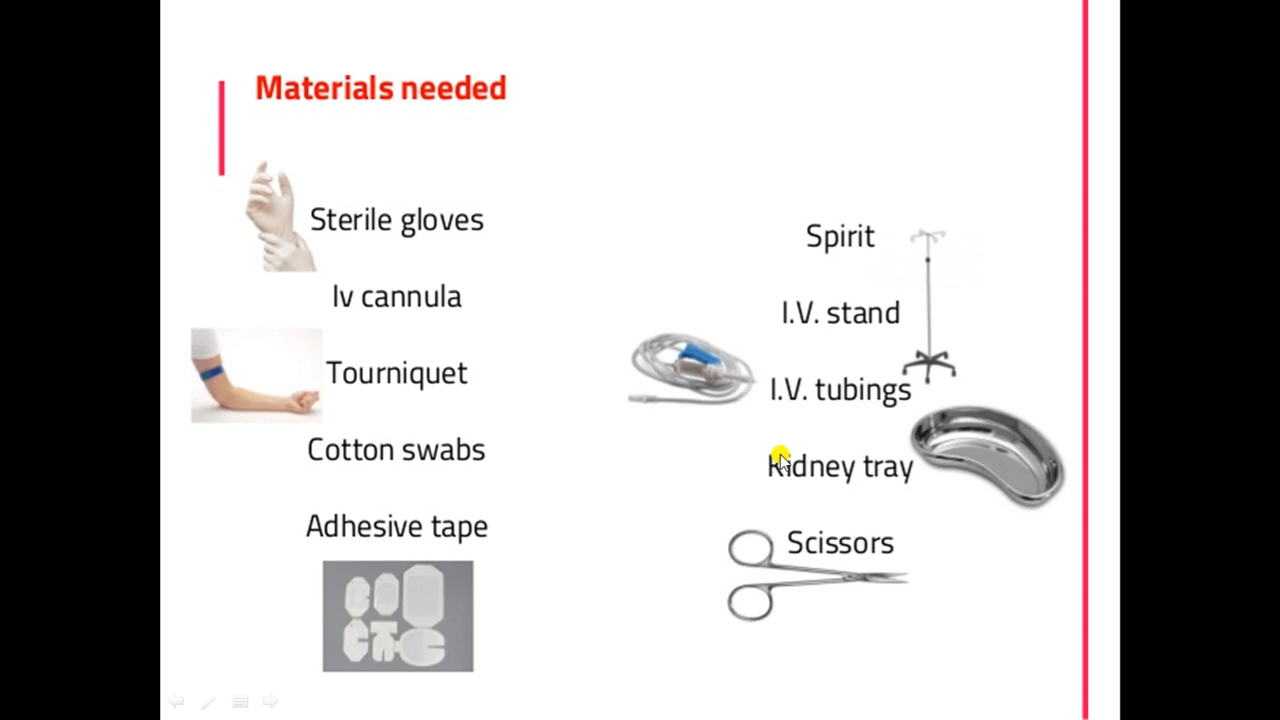 Materials needed
Sterile gloves
Iv cannula
Tourniquet
Cotton swabs
Adhesive tape
Spirit
I.V. stand
I.V. tubings
Kidney tray
Scissors